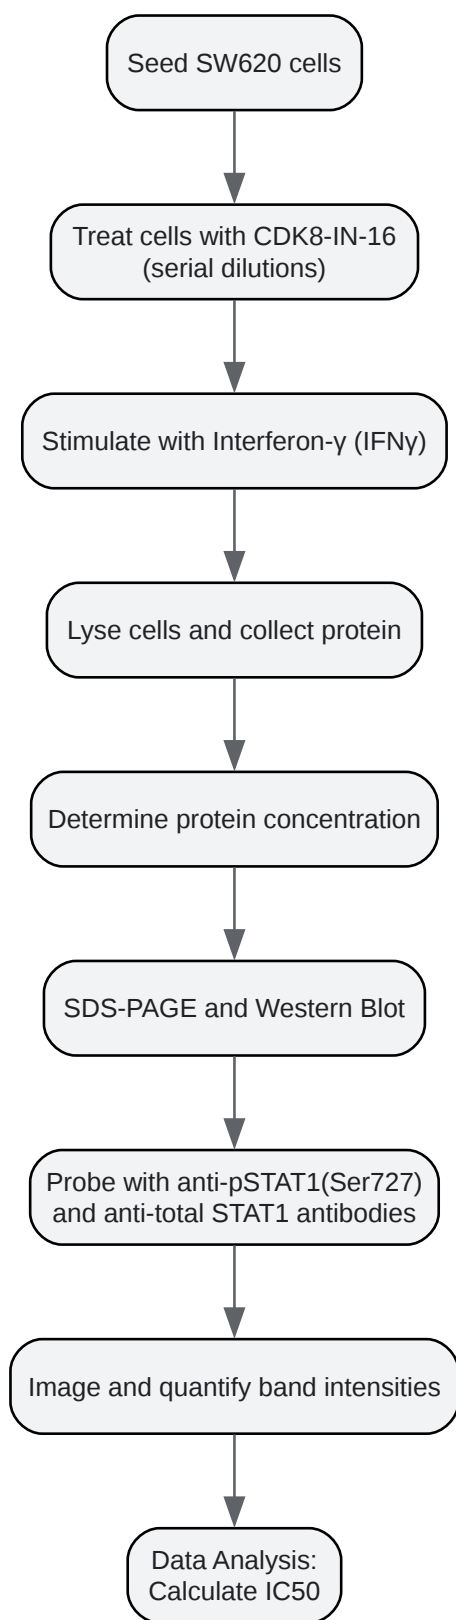 Seed SW620 cells
Treat cells with CDK8-IN-16
(serial dilutions)
Stimulate with Interferon-γ (IFNγ)
Lyse cells and collect protein
Determine protein concentration
SDS-PAGE and Western Blot
Probe with anti-pSTAT1(Ser727)
and anti-total STAT1 antibodies
Image and quantify band intensities
Data Analysis:
Calculate IC50